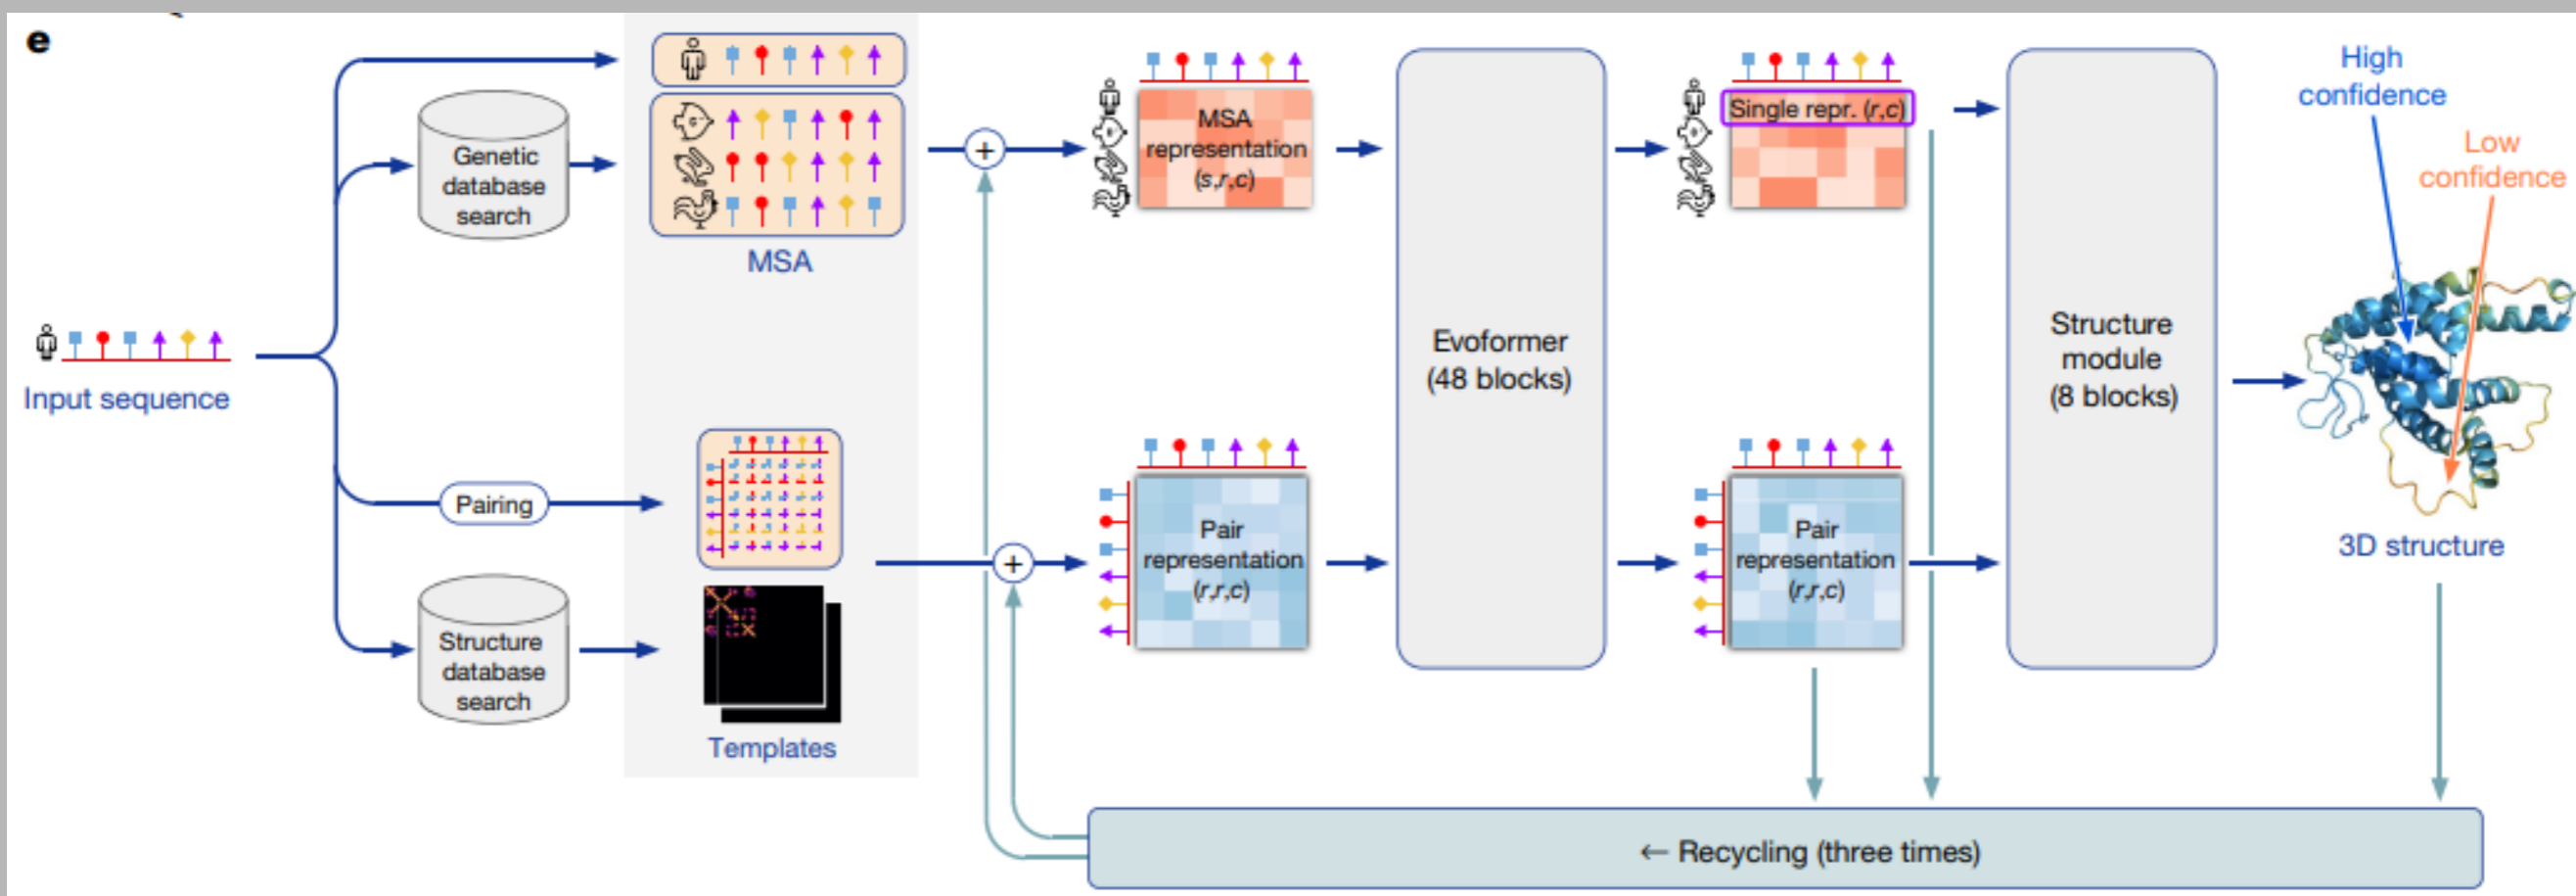 e
Input sequence
Genetic
database
search
Pairing
Structure
database
search
MSA
Templates
+
+
MSA
representation
(s,r,c)
Pair
representation
(r,r,c)
Evoformer
(48 blocks)
Single repr. (r,c)
Pair
representation
(r,r,c)
Structure
module
(8 blocks)
High
confidence
Low
confidence
3D structure
← Recycling (three times)